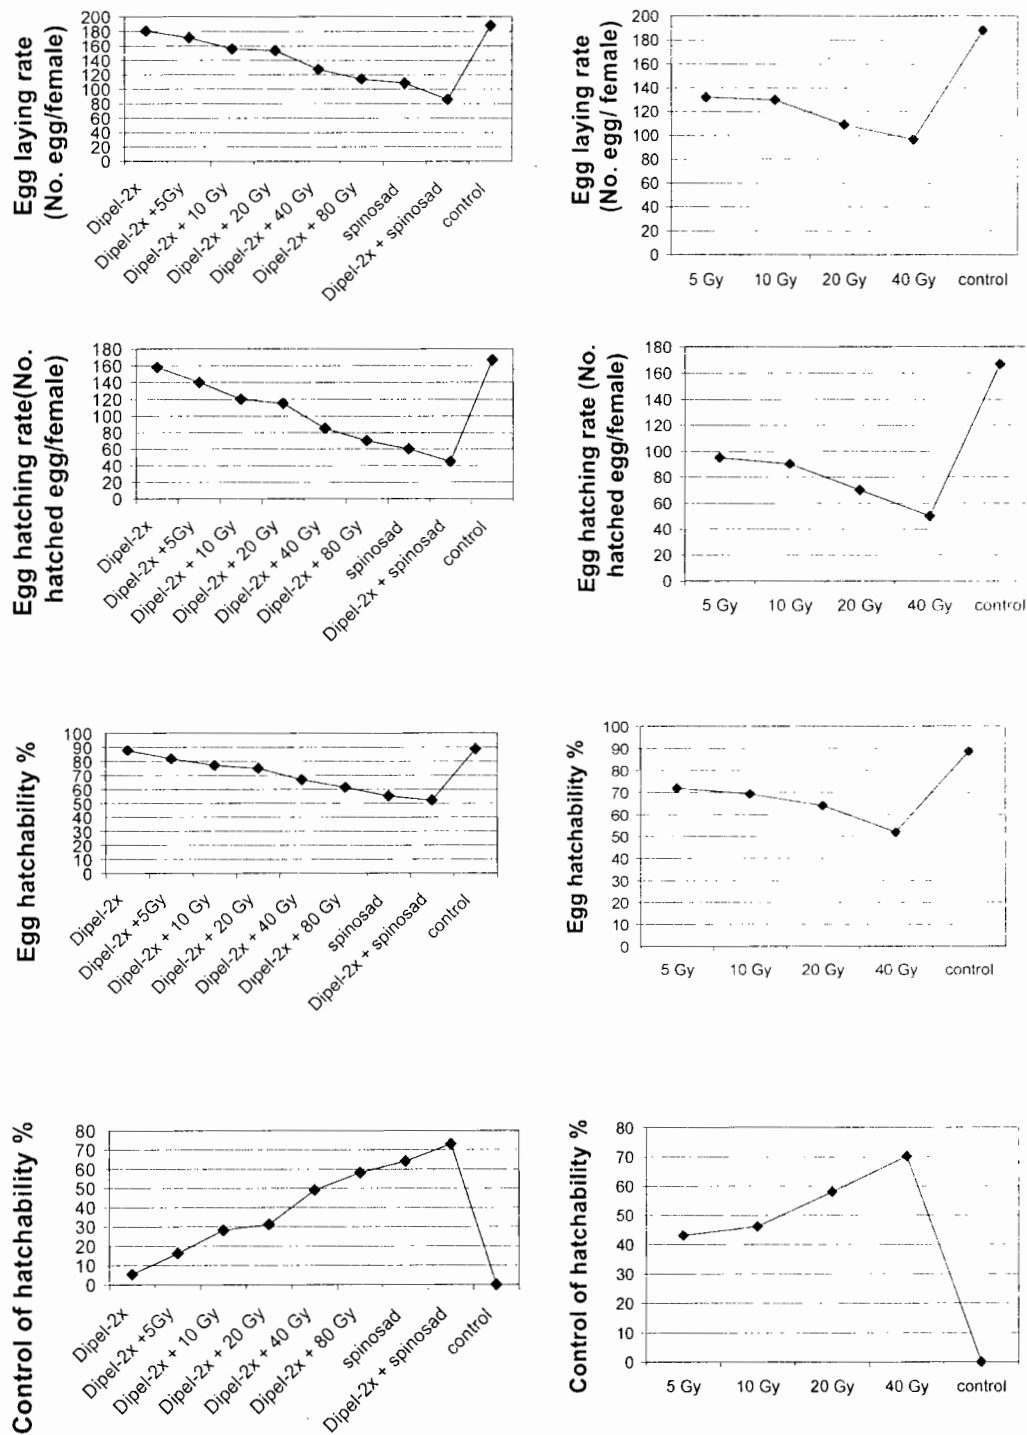 Egg laying rate
(No. egg/female)
200
180
160
140
120
100
80
60
40
20
0
Dipel-2x
Dipel-2x +5Gy
Dipel-2x + 10 Gy
Dipel-2x + 20 Gy
Dipel-2x + 40 Gy
Dipel-2x + 80 Gy
spinosad
Dipel-2x + spinosad
control
Egg laying rate
(No. egg/ female)
200
180
160
140
120
100
80
60
40
20
0
5 Gy 10 Gy 20 Gy 40 Gy control
Egg hatching rate(No.
hatched egg/female)
180
160
140
120
100
80
60
40
20
0
Dipel-2x
Dipel-2x +5Gy
Dipel-2x + 10 Gy
Dipel-2x + 20 Gy
Dipel-2x + 40 Gy
Dipel-2x + 80 Gy
spinosad
Dipel-2x + spinosad
control
Egg hatching rate (No.
hatched egg/female)
180
160
140
120
100
80
60
40
20
0
5 Gy 10 Gy 20 Gy 40 Gy control
Egg hatchability %
100
90
80
70
60
50
40
30
20
10
0
Dipel-2x
Dipel-2x +5Gy
Dipel-2x + 10 Gy
Dipel-2x + 20 Gy
Dipel-2x + 40 Gy
Dipel-2x + 80 Gy
spinosad
Dipel-2x + spinosad
control
Egg hatchability %
100
90
80
70
60
50
40
30
20
10
0
5 Gy 10 Gy 20 Gy 40 Gy control
Control of hatchability %
80
70
60
50
40
30
20
10
0
Dipel-2x
Dipel-2x +5Gy
Dipel-2x + 10 Gy
Dipel-2x + 20 Gy
Dipel-2x + 40 Gy
Dipel-2x + 80 Gy
spinosad
Dipel-2x + spinosad
control
Control of hatchability %
80
70
60
50
40
30
20
10
0
5 Gy 10 Gy 20 Gy 40 Gy control